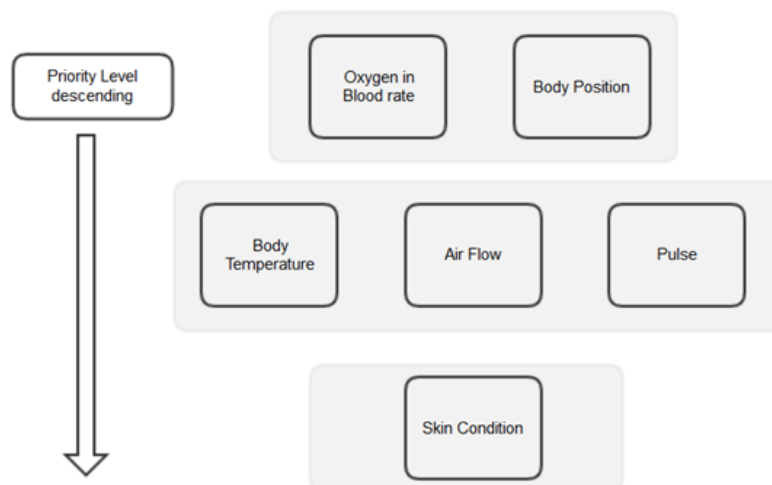 Priority Level
descending
Oxygen in
Blood rate
Body Position
Body
Temperature
Air Flow
Pulse
Skin Condition